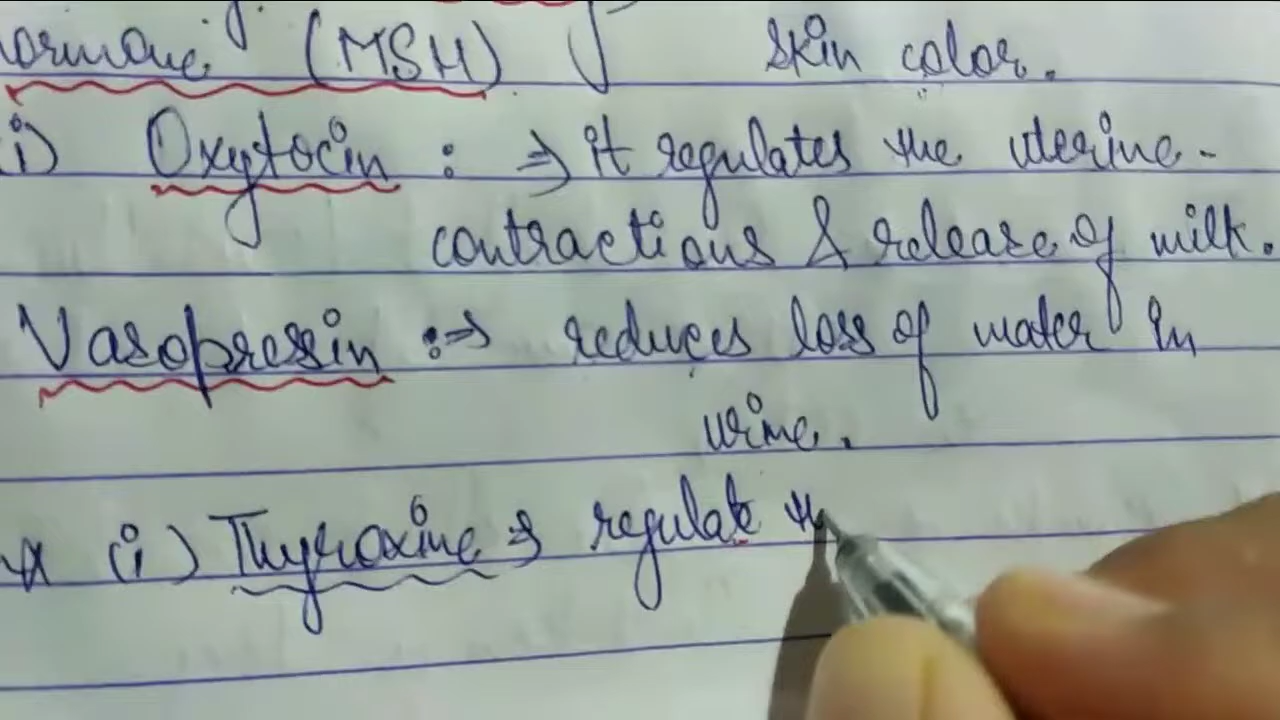 ormone (MSH) skin color.
i) Oxytocin : ⇒ it regulates the uterine -
contractions & release of milk.
Vasopressin :⇒ reduces loss of water in
urine.
(i) Thyroxine ⇒ regulate th